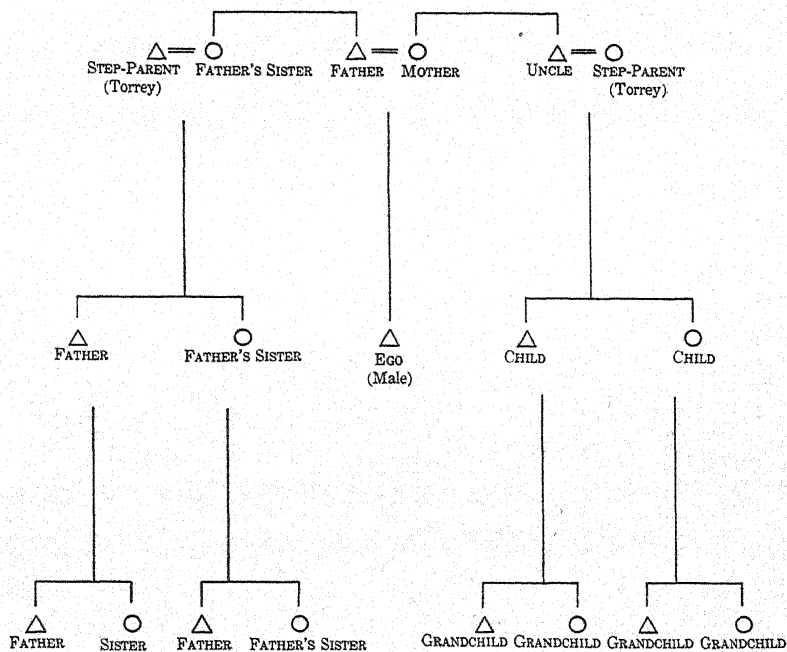 STEP-PARENT FATHER'S SISTER FATHER MOTHER UNCLE STEP-PARENT
(Torrey) (Torrey)
FATHER FATHER'S SISTER EGO CHILD CHILD
(Male)
FATHER SISTER FATHER FATHER'S SISTER GRANDCHILD GRANDCHILD GRANDCHILD GRANDCHILD